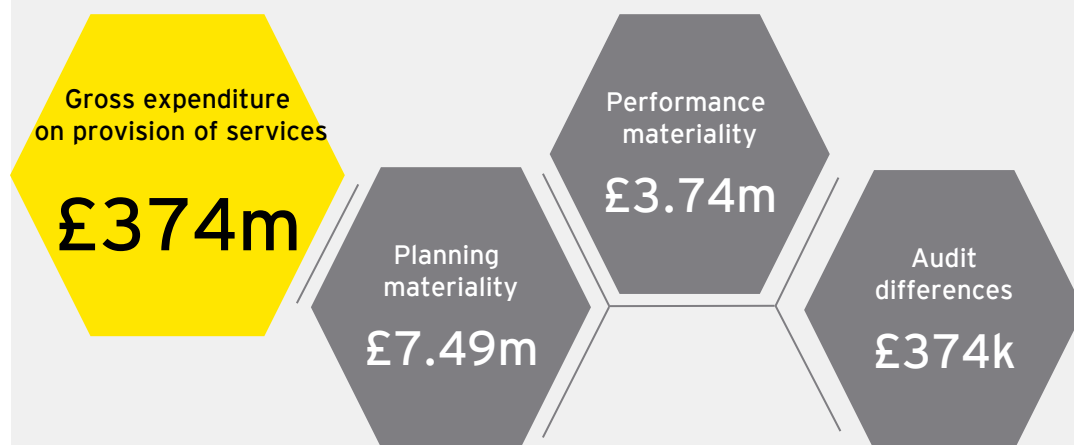 Gross expenditure
on provision of services
£374m
Planning
materiality
£7.49m
Performance
materiality
£3.74m
Audit
differences
£374k